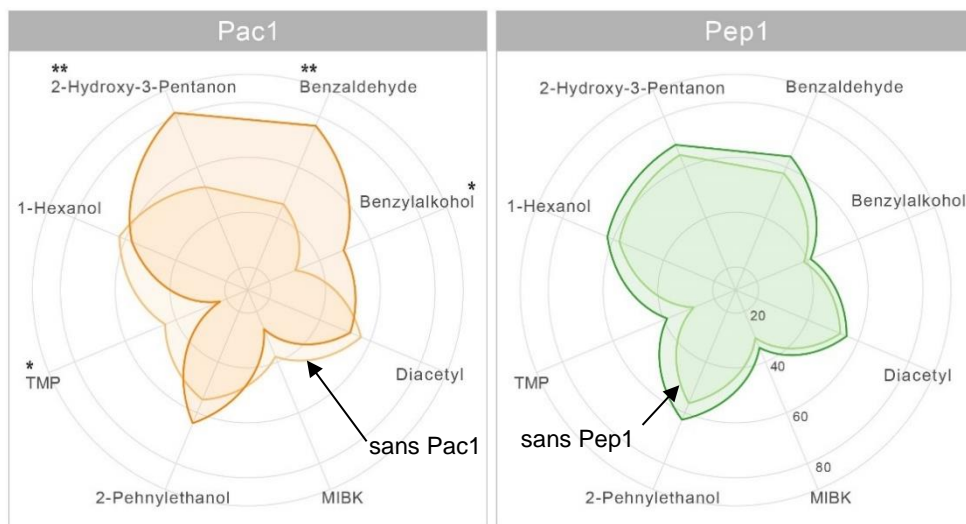 Pac1
**
2-Hydroxy-3-Pentanon
**
Benzaldehyde
Benzylalkohol *
1-Hexanol
* TMP
Diacetyl
sans Pac1
2-Pehnylethanol
MIBK
Pep1
2-Hydroxy-3-Pentanon
Benzaldehyde
Benzylalkohol
1-Hexanol
20
40
60
80
TMP
Diacetyl
sans Pep1
2-Pehnylethanol
MIBK